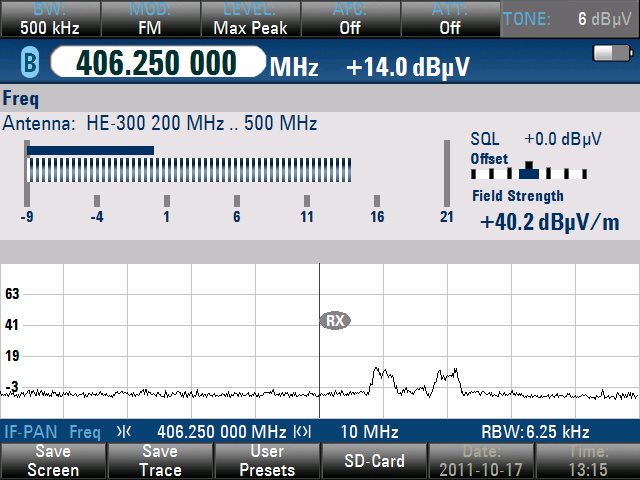 BW: MOD: LEVEL: AFC: ATT: TONE: 6 dBµV
500 kHz FM Max Peak Off Off
B 406.250 000 MHz +14.0 dBµV
Freq
Antenna: HE-300 200 MHz .. 500 MHz
SQL +0.0 dBµV
Offset
Field Strength
+40.2 dBµV/m
-9 -4 1 6 11 16 21
63
41
RX
19
-3
IF-PAN Freq 406.250 000 MHz 10 MHz RBW: 6.25 kHz
Save Save User SD-Card Date: Time:
Screen Trace Presets 2011-10-17 13:15